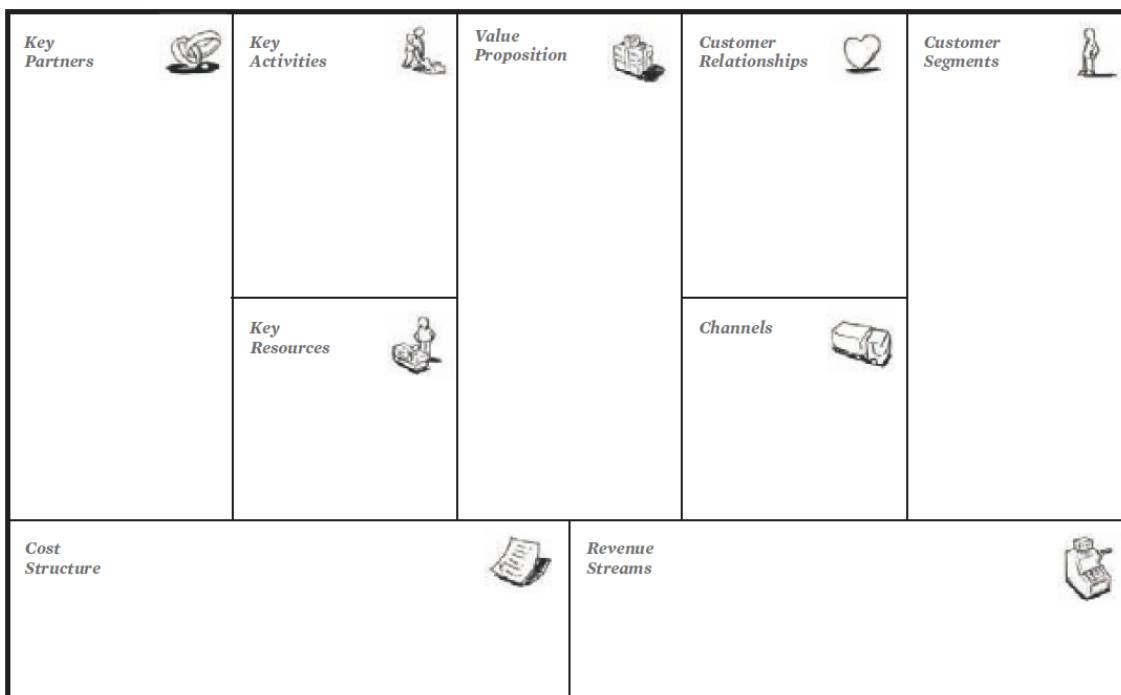 Key
Partners
Key
Activities
Value
Proposition
Customer
Relationships
Customer
Segments
Key
Resources
Channels
Cost
Structure
Revenue
Streams